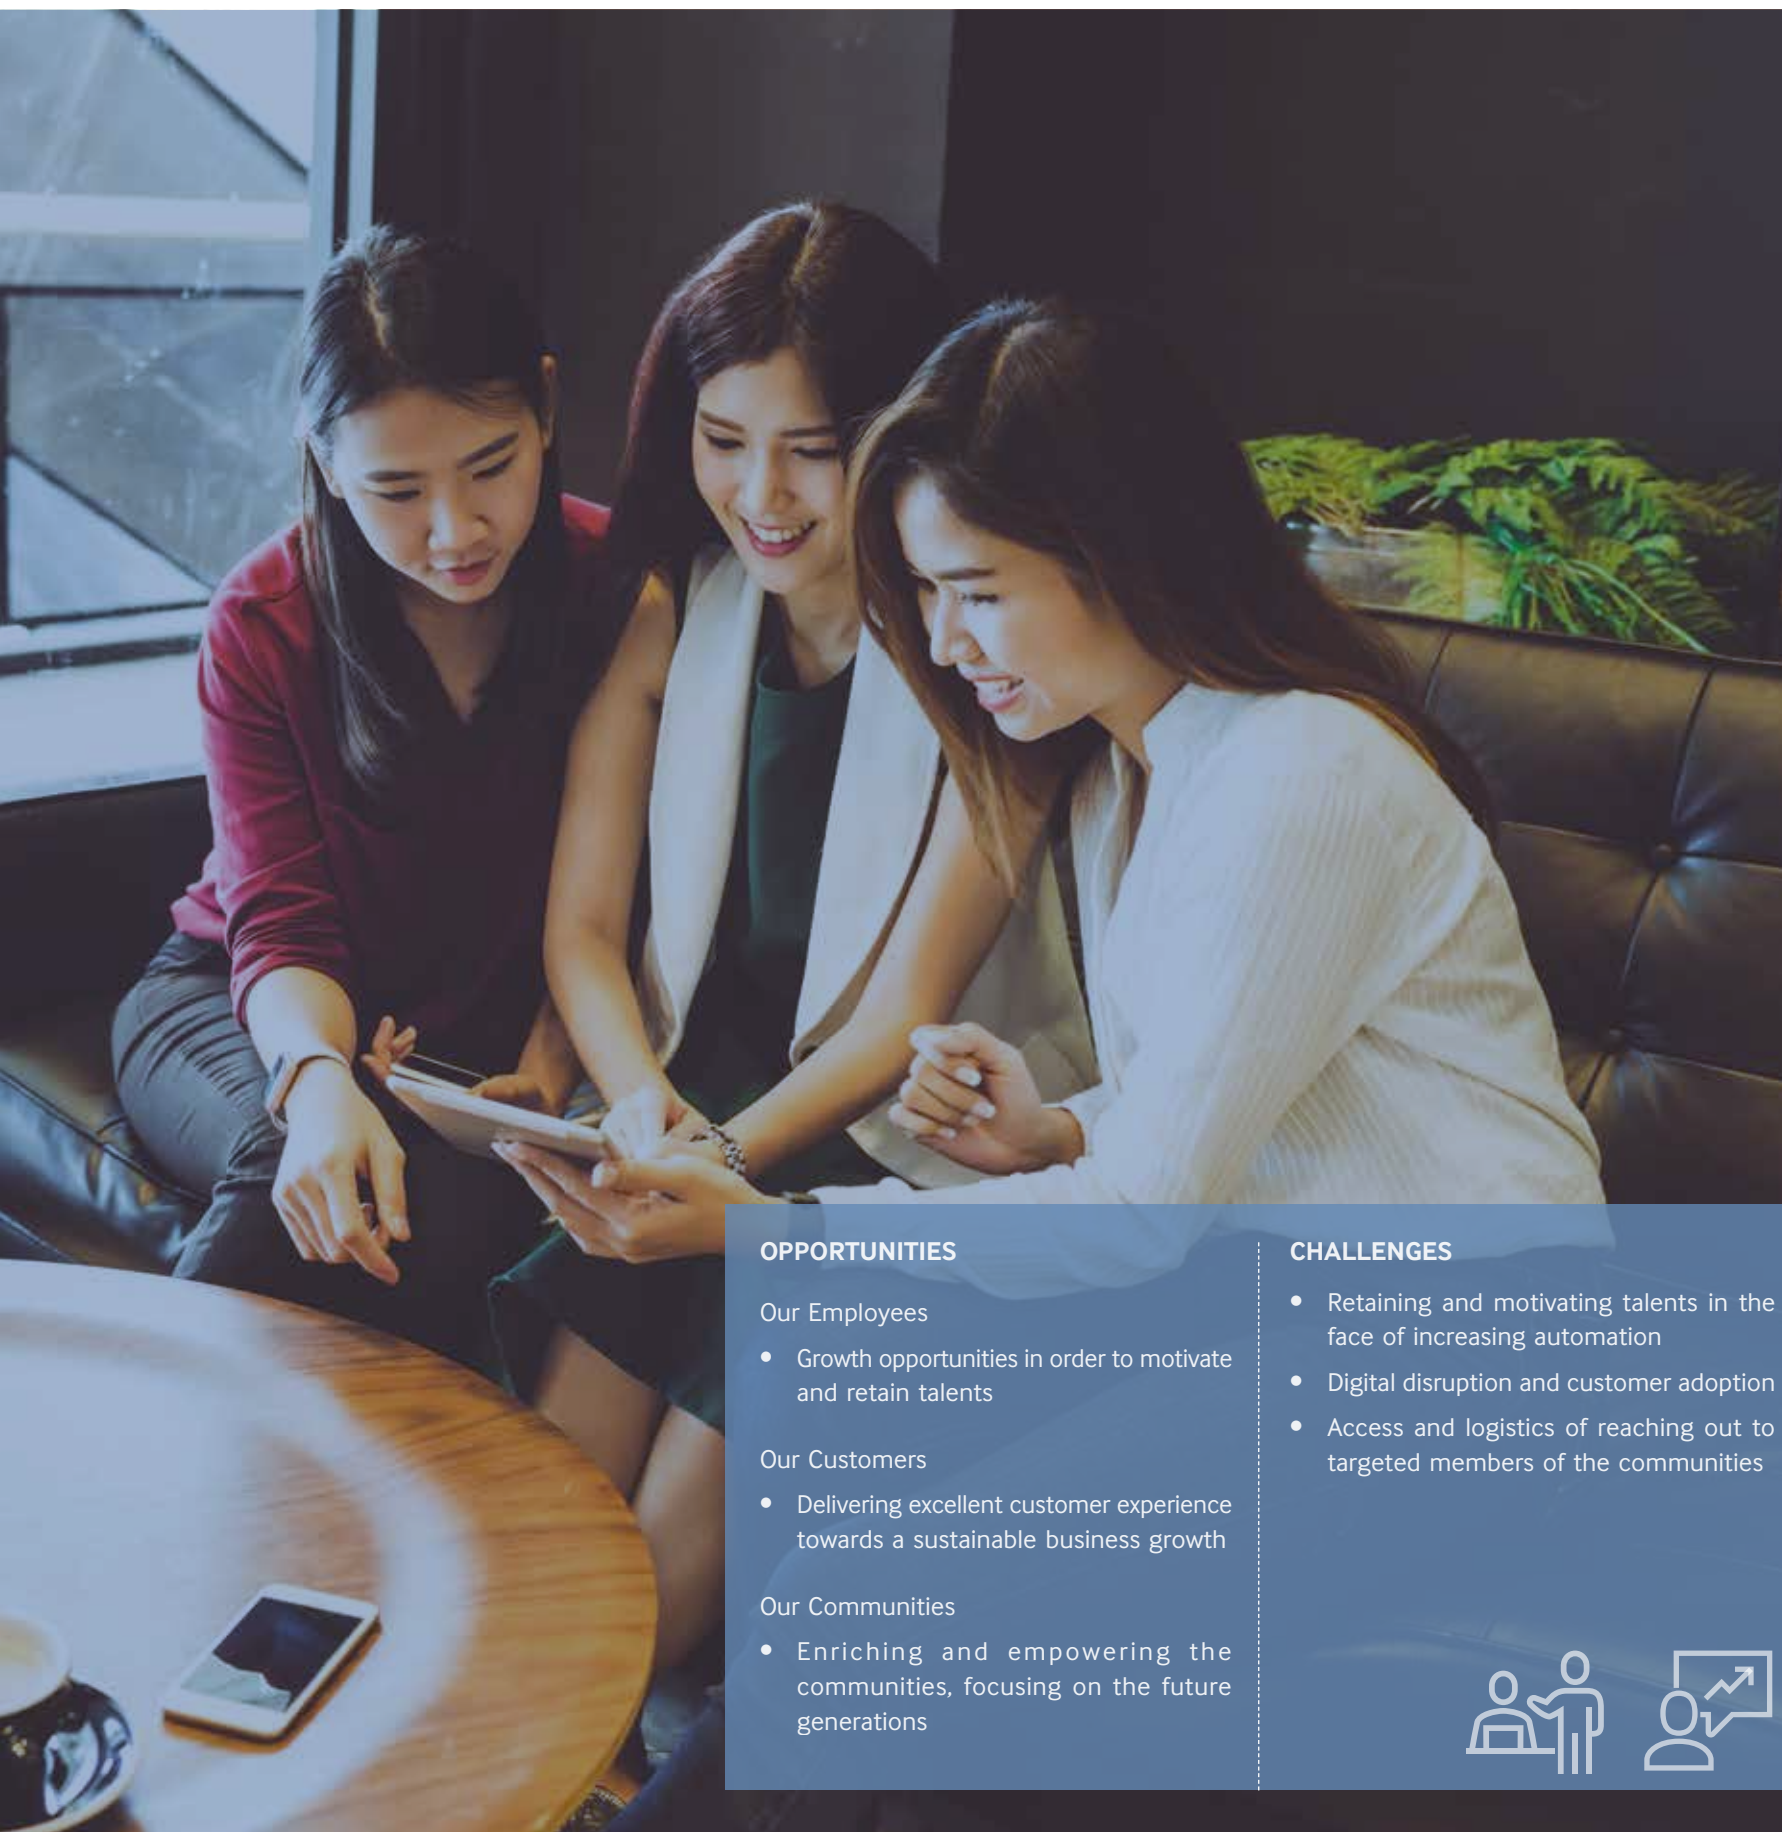 OPPORTUNITIES
Our Employees
• Growth opportunities in order to motivate
and retain talents
Our Customers
• Delivering excellent customer experience
towards a sustainable business growth
Our Communities
• Enriching and empowering the
communities, focusing on the future
generations
CHALLENGES
• Retaining and motivating talents in the
face of increasing automation
• Digital disruption and customer adoption
• Access and logistics of reaching out to
targeted members of the communities